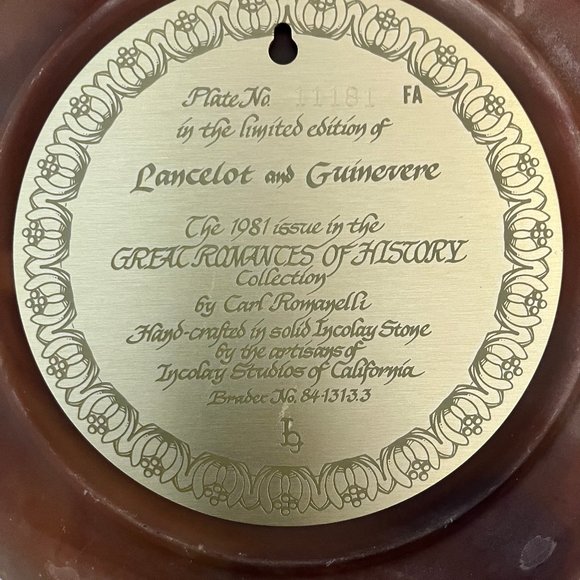 Plate No. 11181 FA
in the limited edition of
Lancelot and Guinevere
The 1981 issue in the
GREAT ROMANCES OF HISTORY
Collection
by Carl Romanelli
Hand-crafted in solid Incolay Stone
by the artisans of
Incolay Studios of California
Bradex No. 84-I3-I3.3